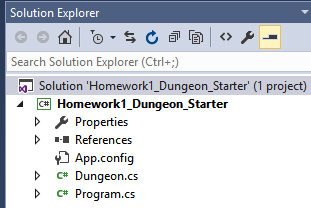 Solution Explorer
Search Solution Explorer (Ctrl+;)
Solution 'Homework1_Dungeon_Starter' (1 project)
C# Homework1_Dungeon_Starter
Properties
References
App.config
C# Dungeon.cs
C# Program.cs